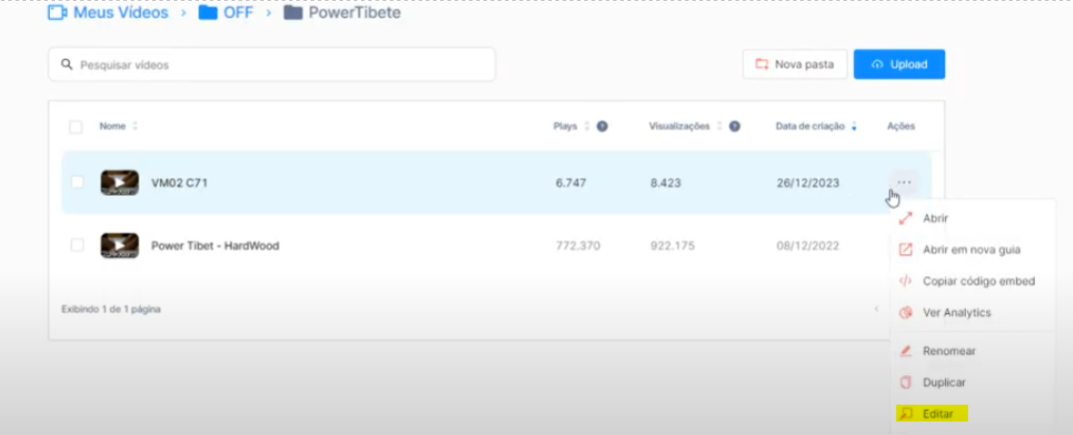 Meus Vídeos > OFF > PowerTibete
Pesquisar vídeos
Nova pasta
Upload
Nome Plays ? Visualizações ? Data de criação Ações
VM02 C71 6.747 8.423 26/12/2023 ...
Power Tibet - HardWood 772.370 922.175 08/12/2022
Exibindo 1 de 1 página <
Abrir
Abrir em nova guia
</> Copiar código embed
Ver Analytics
Renomear
Duplicar
Editar